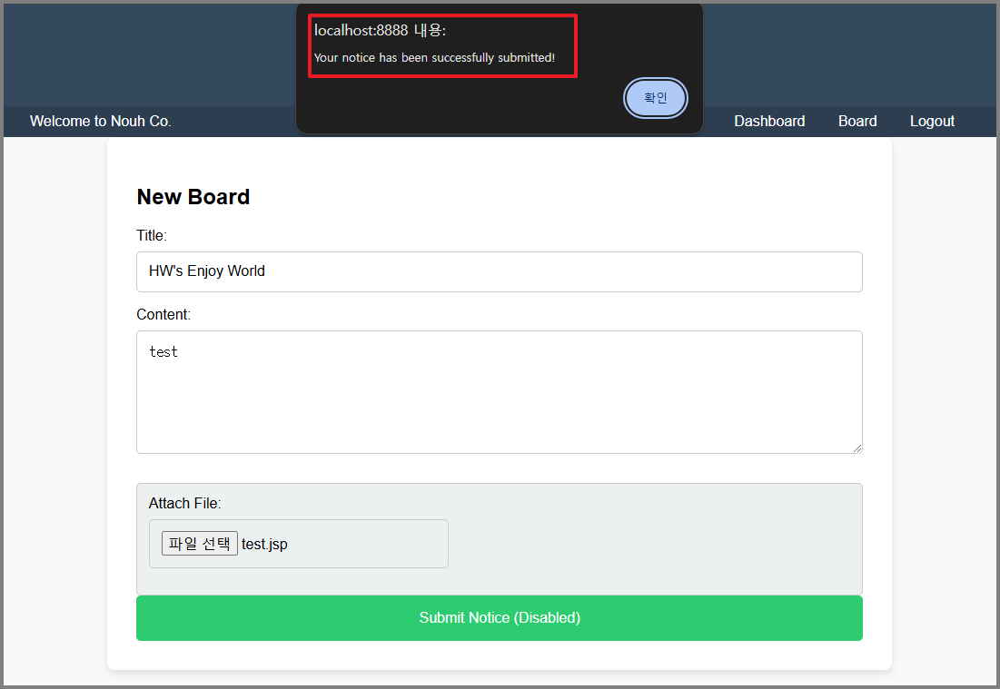 localhost:8888 내용:
Your notice has been successfully submitted!
확인
Welcome to Nouh Co.
Dashboard Board Logout
New Board
Title:
HW's Enjoy World
Content:
test
Attach File:
파일 선택 test.jsp
Submit Notice (Disabled)